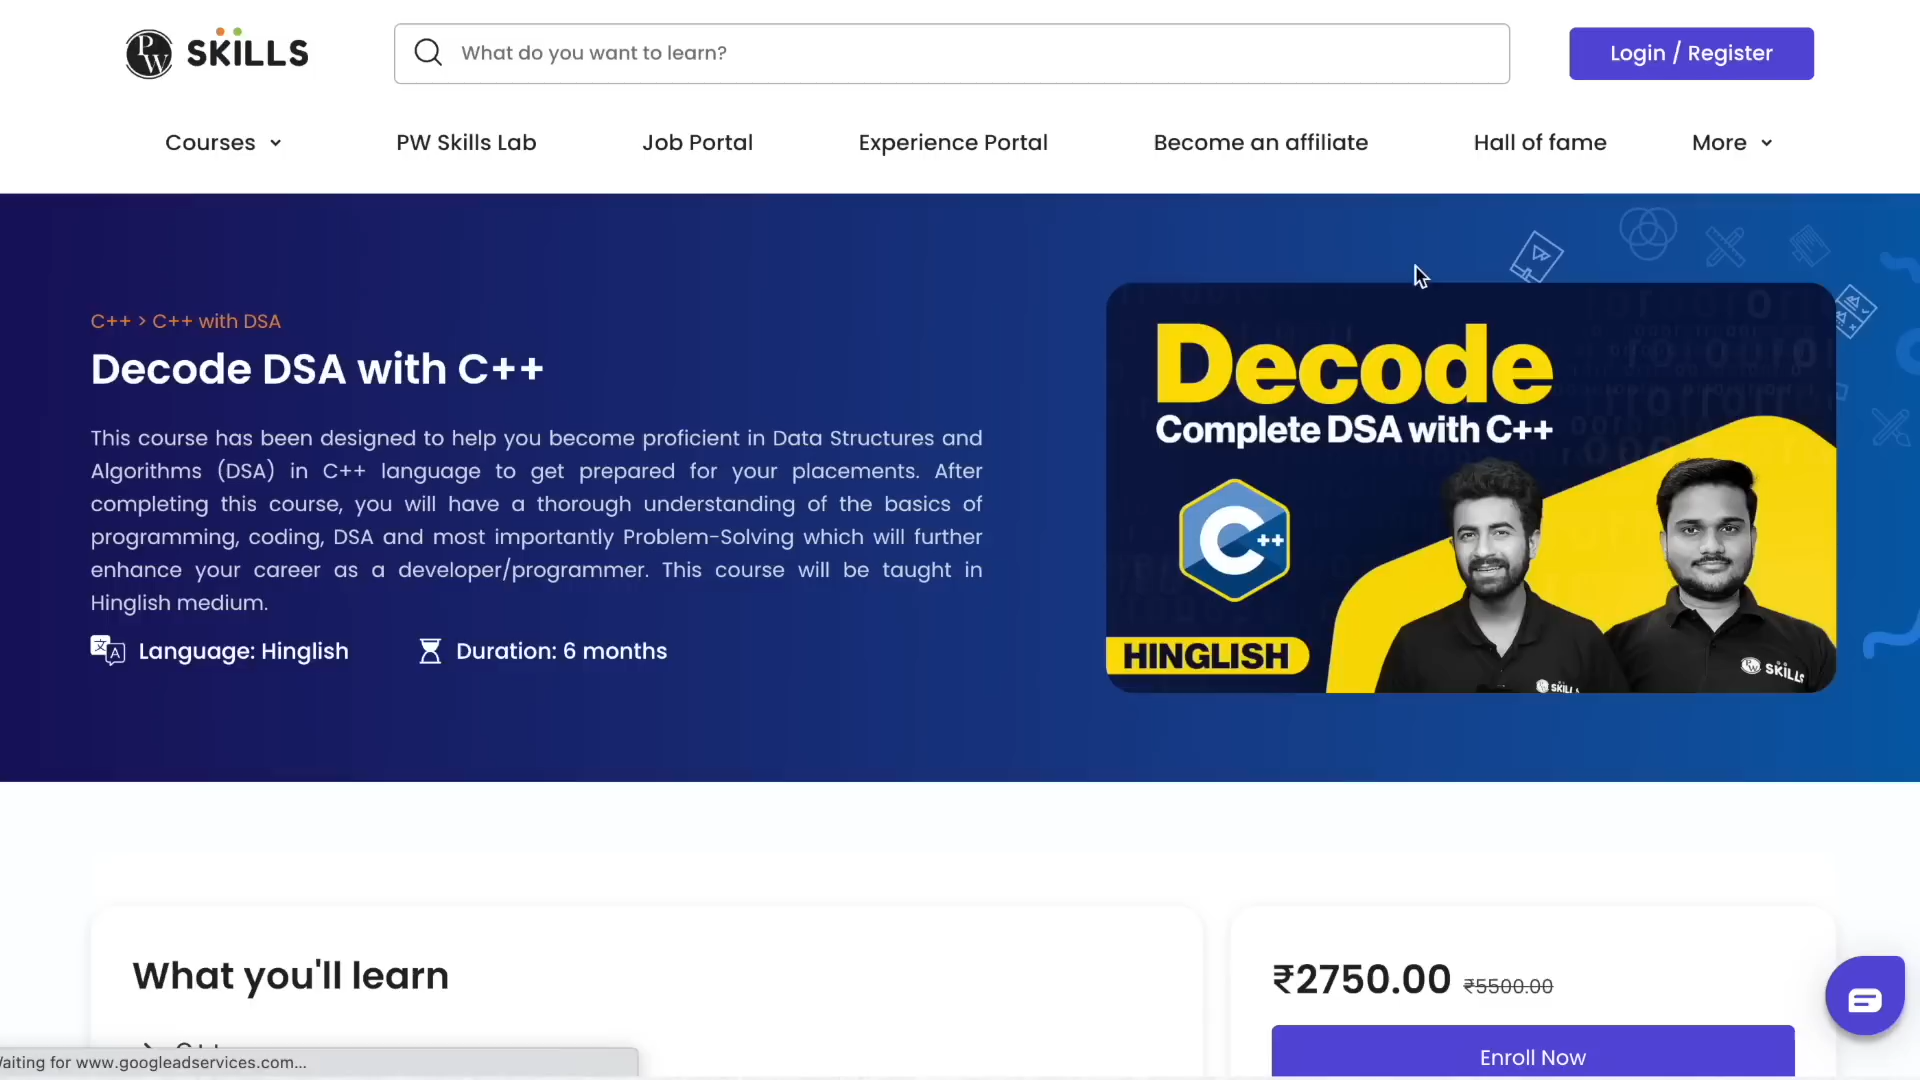 PW SKILLS
What do you want to learn?
Login / Register
Courses
PW Skills Lab
Job Portal
Experience Portal
Become an affiliate
Hall of fame
More
C++ > C++ with DSA
Decode DSA with C++
This course has been designed to help you become proficient in Data Structures and
Algorithms (DSA) in C++ language to get prepared for your placements. After
completing this course, you will have a thorough understanding of the basics of
programming, coding, DSA and most importantly Problem-Solving which will further
enhance your career as a developer/programmer. This course will be taught in
Hinglish medium.
Language: Hinglish
Duration: 6 months
Decode
Complete DSA with C++
C++
HINGLISH
PW SKILLS
What you'll learn
₹2750.00 ₹5500.00
Enroll Now
for www.googleadservices.com...